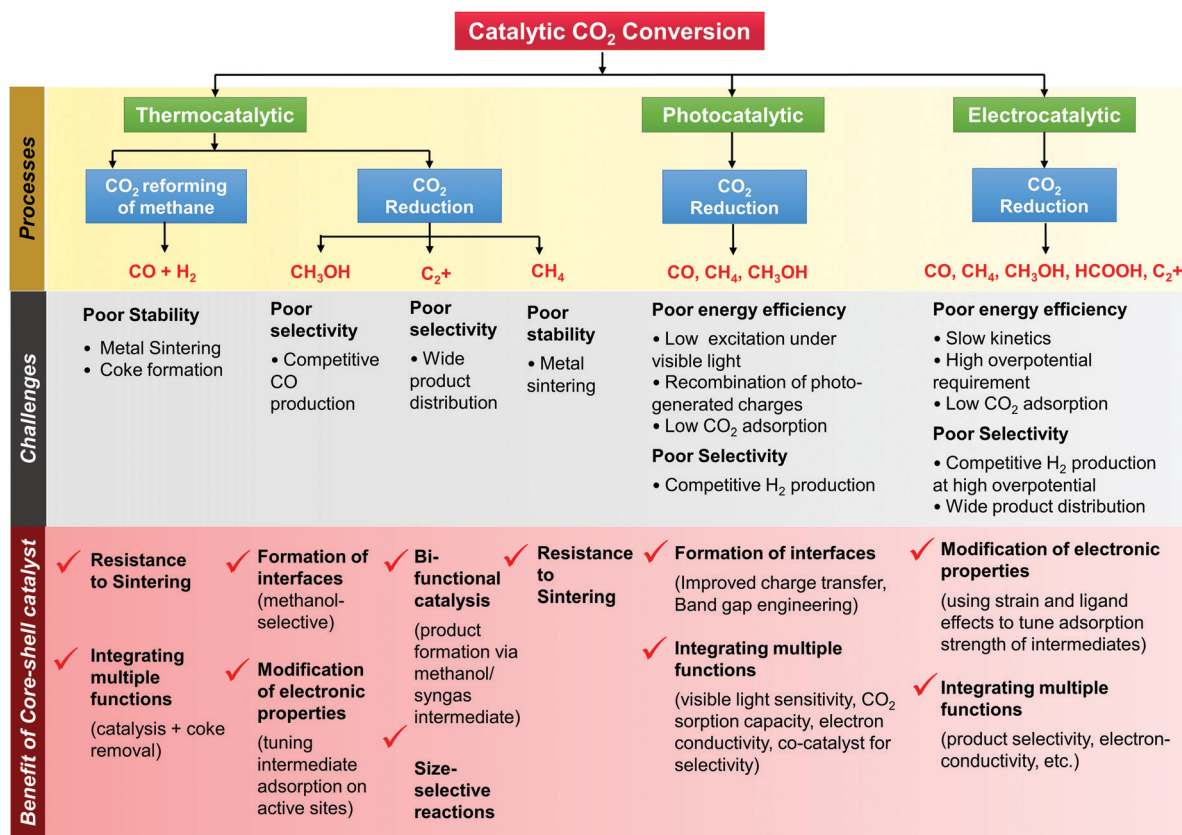 Catalytic CO₂ Conversion
Processes
Thermocatalytic
Photocatalytic
Electrocatalytic
CO₂ reforming
of methane
CO₂
Reduction
CO₂
Reduction
CO₂
Reduction
CO + H₂
CH₃OH
C₂+
CH₄
CO, CH₄, CH₃OH
CO, CH₄, CH₃OH, HCOOH, C₂+
Challenges
Poor Stability
• Metal Sintering
• Coke formation
Poor
selectivity
• Competitive
CO
production
Poor
selectivity
• Wide
product
distribution
Poor
stability
• Metal
sintering
Poor energy efficiency
• Low excitation under
visible light
• Recombination of photo-
generated charges
• Low CO₂ adsorption
Poor Selectivity
• Competitive H₂ production
Poor energy efficiency
• Slow kinetics
• High overpotential
requirement
• Low CO₂ adsorption
Poor Selectivity
• Competitive H₂ production
at high overpotential
• Wide product distribution
Benefit of Core-shell catalyst
Resistance
to Sintering
Integrating
multiple
functions
(catalysis + coke
removal)
Formation of
interfaces
(methanol-
selective)
Modification
of electronic
properties
(tuning
intermediate
adsorption on
active sites)
Bi-
functional
catalysis
(product
formation via
methanol/
syngas
intermediate)
Size-
selective
reactions
Resistance
to
Sintering
Formation of interfaces
(Improved charge transfer,
Band gap engineering)
Integrating multiple
functions
(visible light sensitivity, CO₂
sorption capacity, electron
conductivity, co-catalyst for
selectivity)
Modification of electronic
properties
(using strain and ligand
effects to tune adsorption
strength of intermediates)
Integrating multiple
functions
(product selectivity, electron-
conductivity, etc.)